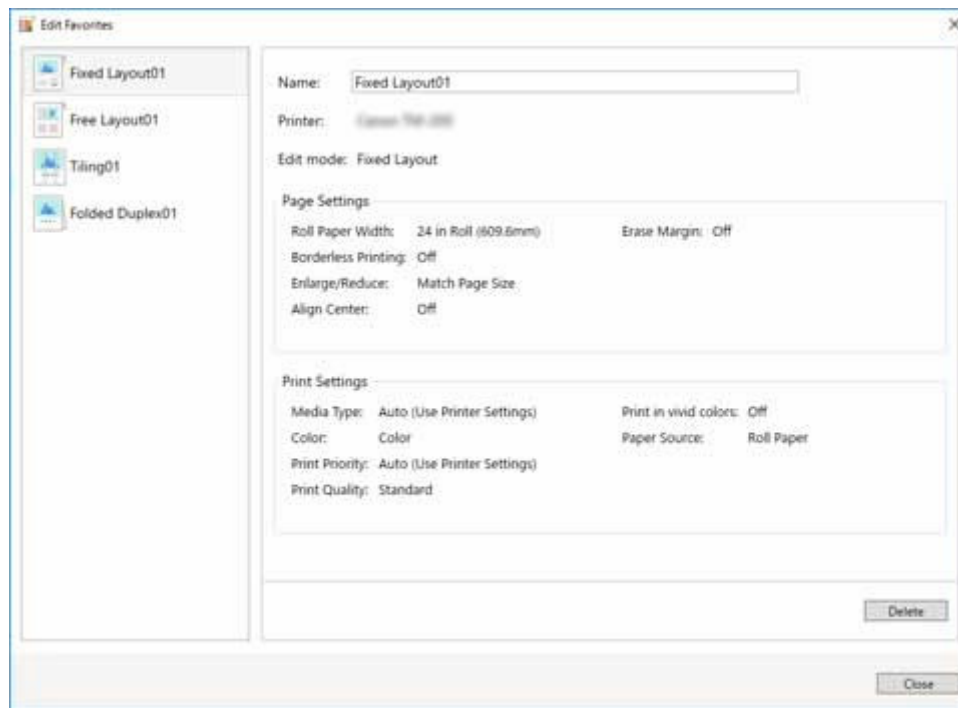 Edit Favorites
Fixed Layout01
Free Layout01
Tiling01
Folded Duplex01
Name: Fixed Layout01
Printer:
Edit mode: Fixed Layout
Page Settings
Roll Paper Width: 24 in Roll (609.6mm) Erase Margin: Off
Borderless Printing: Off
Enlarge/Reduce: Match Page Size
Align Center: Off
Print Settings
Media Type: Auto (Use Printer Settings) Print in vivid colors: Off
Color: Color Paper Source: Roll Paper
Print Priority: Auto (Use Printer Settings)
Print Quality: Standard
Delete
Close